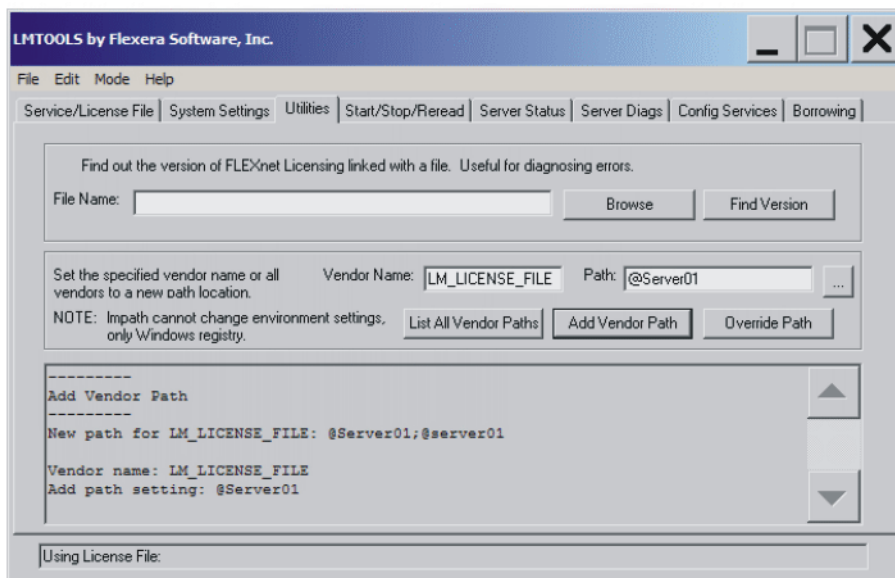 LMTOOLS by Flexera Software, Inc.
File Edit Mode Help
Service/License File System Settings Utilities Start/Stop/Reread Server Status Server Diags Config Services Borrowing
Find out the version of FLEXnet Licensing linked with a file. Useful for diagnosing errors.
File Name: Browse Find Version
Set the specified vendor name or all
vendors to a new path location.
Vendor Name: LM_LICENSE_FILE Path: @Server01 ...
NOTE: lmpath cannot change environment settings,
only Windows registry.
List All Vendor Paths Add Vendor Path Override Path
---------
Add Vendor Path
---------
New path for LM_LICENSE_FILE: @Server01;@server01
Vendor name: LM_LICENSE_FILE
Add path setting: @Server01
Using License File: